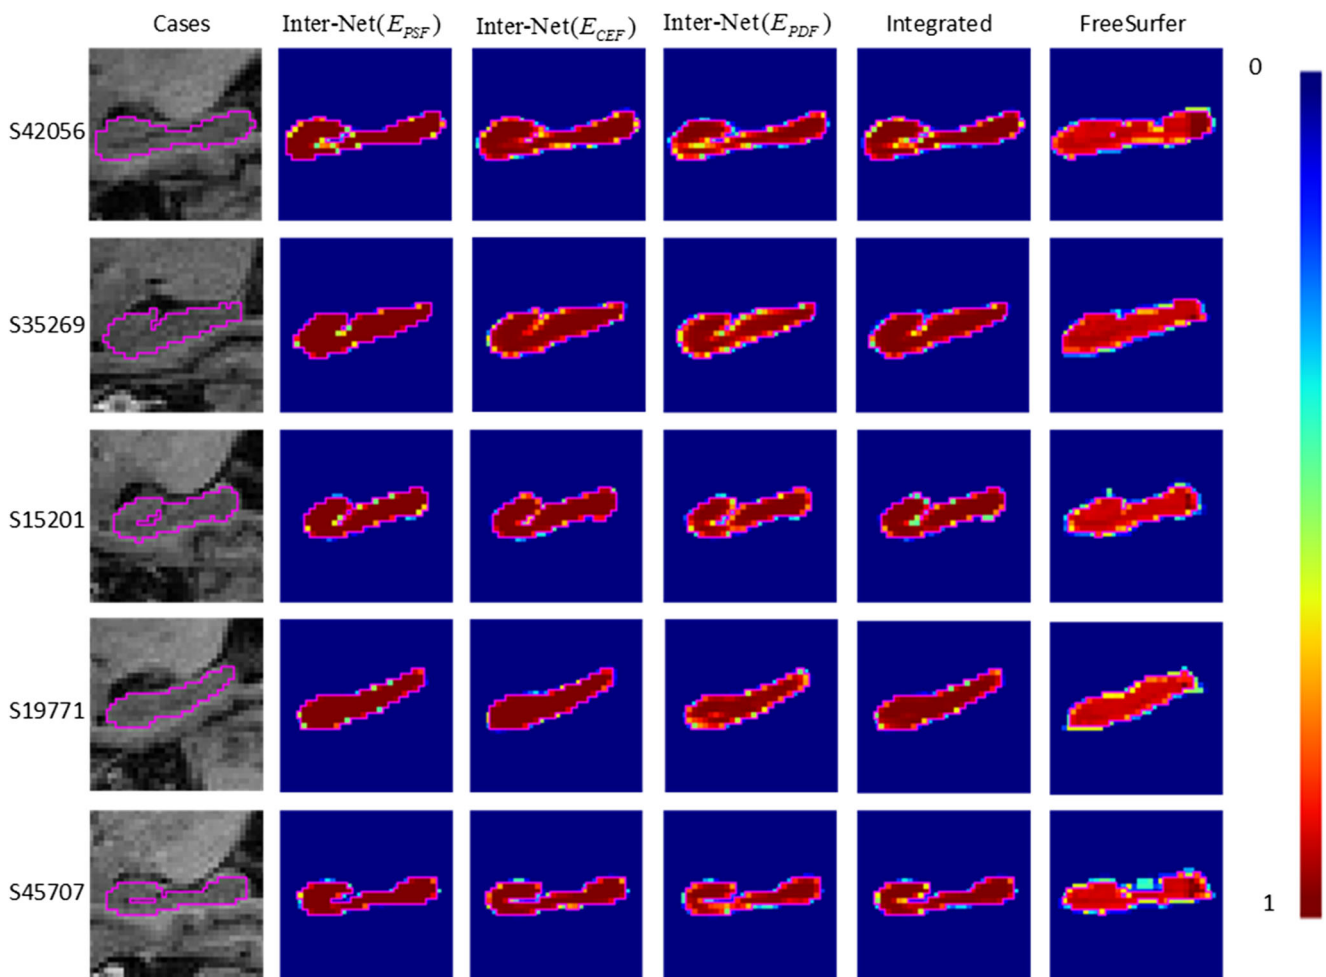 Cases Inter-Net(E_PSF) Inter-Net(E_CEF) Inter-Net(E_PDF) Integrated FreeSurfer
0
S42056
S35269
S15201
S19771
S45707
1